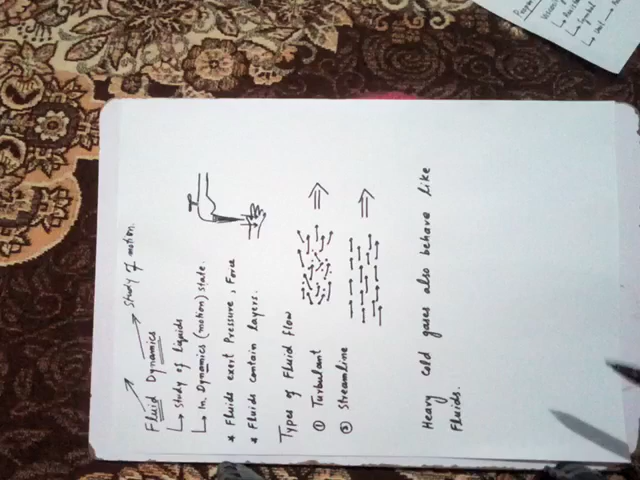 Fluid Dynamics → Study of motion.
↳ Study of liquids
↳ In Dynamics (motion) state.
* Fluids exert Pressure, Force
* Fluids contain layers.
Types of Fluid Flow
① Turbulant ⇒
② Streamline ⇒
Heavy cold gases also behave like
Fluids.